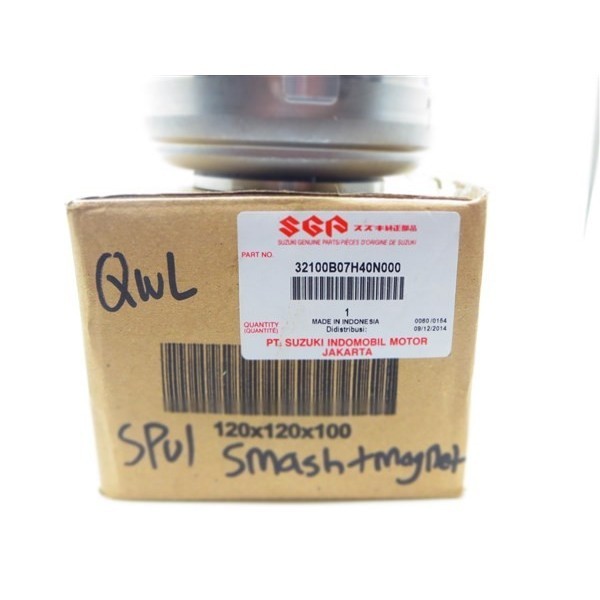 SGP スズキ純正部品
SUZUKI GENUINE PARTS/PIÈCES D'ORIGINE DE SUZUKI
PART NO. 32100B07H40N000
1
QUANTITY MADE IN INDONESIA 0080/0154
(QUANTITÉ) Didistribusi: 09/12/2014
PT. SUZUKI INDOMOBIL MOTOR
JAKARTA
QWL
120x120x100
SPUl Smash+magnet